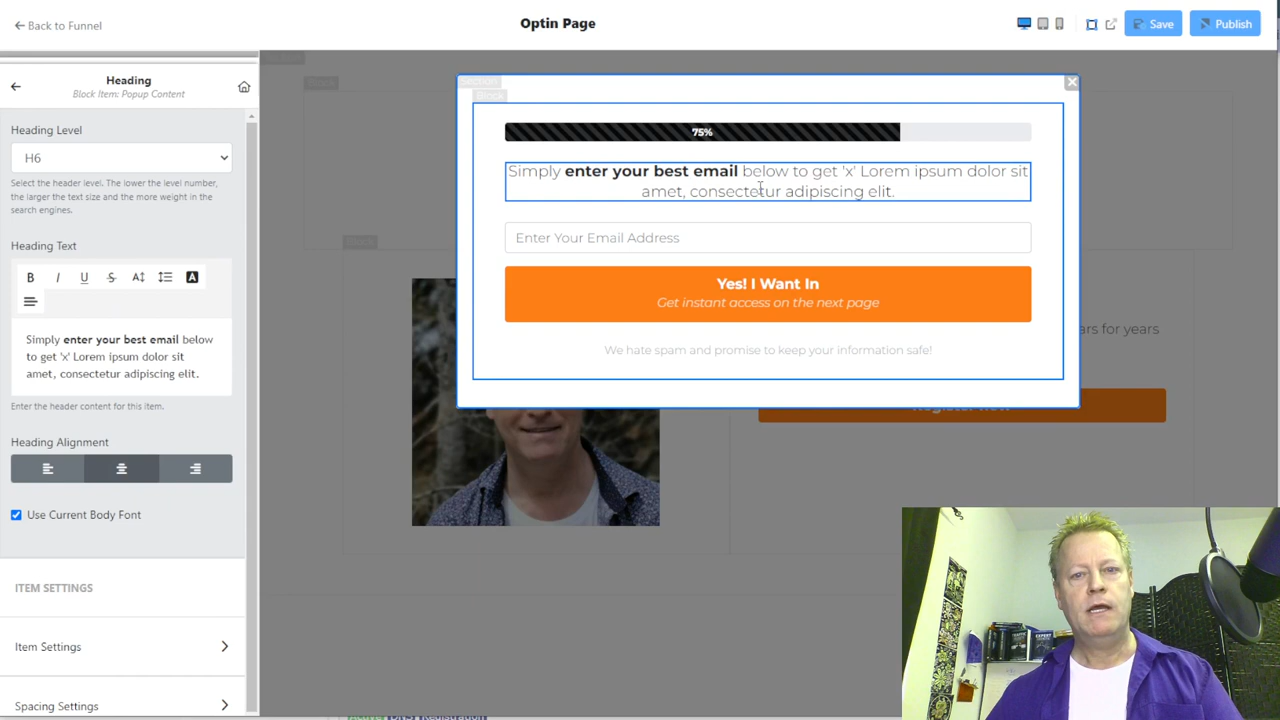 Back to Funnel
Optin Page
Save
Publish
Heading
Block Item: Popup Content
Heading Level
H6
Select the header level. The lower the level number,
the larger the text size and the more weight in the
search engines.
Heading Text
B I U S A A
Simply enter your best email below
to get 'x' Lorem ipsum dolor sit
amet, consectetur adipiscing elit.
Enter the header content for this item.
Heading Alignment
Use Current Body Font
ITEM SETTINGS
Item Settings
Spacing Settings
Block
75%
Simply enter your best email below to get 'x' Lorem ipsum dolor sit
amet, consectetur adipiscing elit.
Enter Your Email Address
Yes! I Want In
Get instant access on the next page
We hate spam and promise to keep your information safe!
ars for years
Register Now